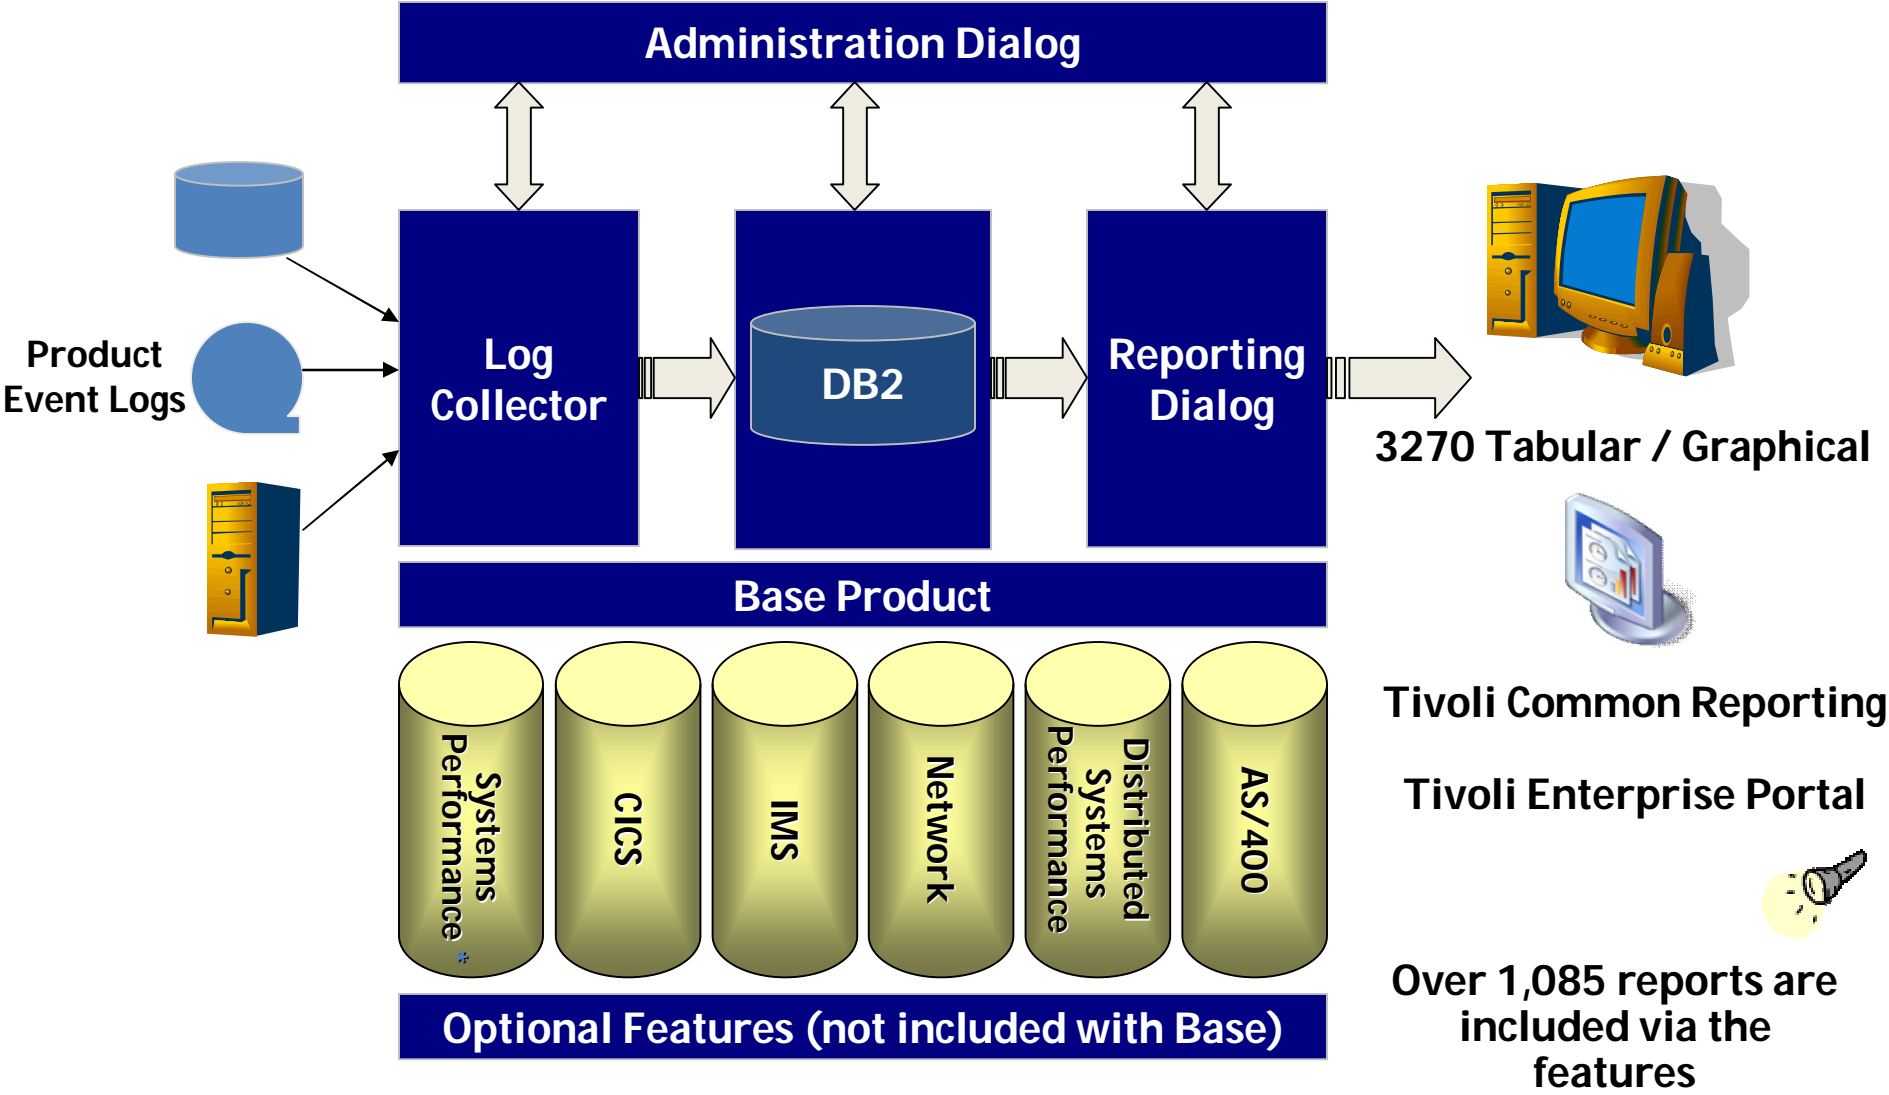 Administration Dialog
Product
Event Logs
Log
Collector
DB2
Reporting
Dialog
3270 Tabular / Graphical
Base Product
Systems
Performance *
CICS
IMS
Network
Distributed
Systems
Performance
AS/400
Tivoli Common Reporting
Tivoli Enterprise Portal
Optional Features (not included with Base)
Over 1,085 reports are
included via the
features